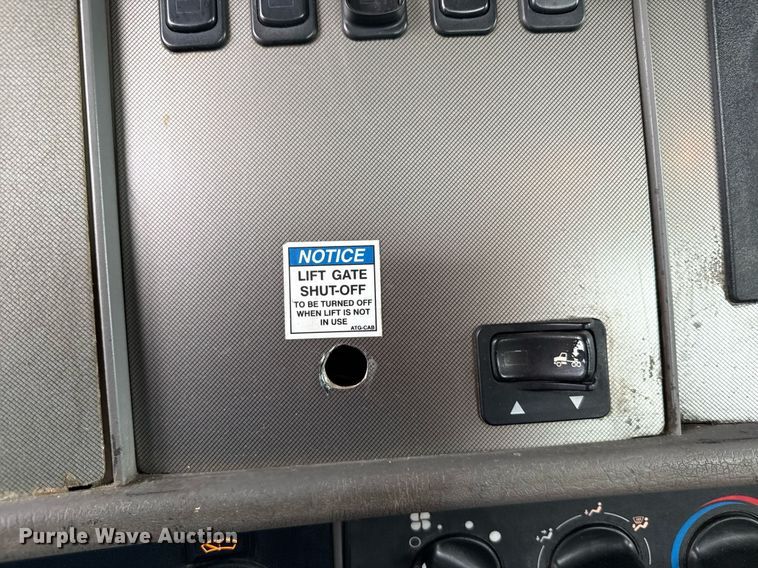 NOTICE
LIFT GATE
SHUT-OFF
TO BE TURNED OFF
WHEN LIFT IS NOT
IN USE
ATG-CAB
Purple Wave Auction